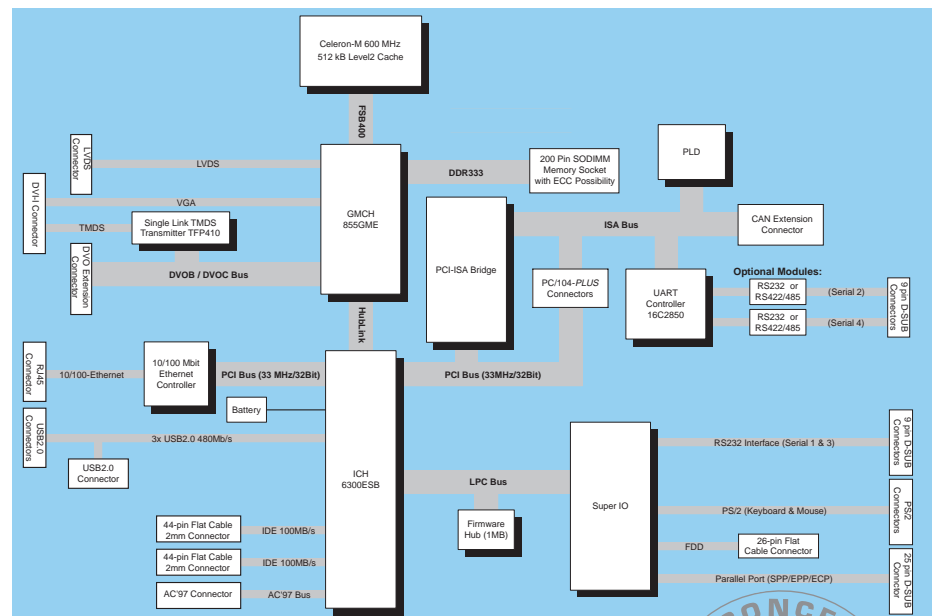 Celeron-M 600 MHz
512 kB Level2 Cache
FSB400
LVDS
Connector
LVDS
DDR333
200 Pin SODIMM
Memory Socket
with ECC Possibility
PLD
DVI-I Connector
VGA
GMCH
855GME
TMDS
Single Link TMDS
Transmitter TFP410
ISA Bus
CAN Extension
Connector
DVO Extension
Connector
DVOB / DVOC Bus
PCI-ISA Bridge
PC/104-PLUS
Connectors
UART
Controller
16C2850
Optional Modules:
RS232 or
RS422/485
(Serial 2)
RS232 or
RS422/485
(Serial 4)
9 pin D-SUB
Connectors
HubLink
RJ45
Connector
10/100-Ethernet
10/100 Mbit
Ethernet
Controller
PCI Bus (33 MHz/32Bit)
PCI Bus (33MHz/32Bit)
Battery
USB2.0
Connectors
3x USB2.0 480Mb/s
USB2.0
Connector
ICH
6300ESB
LPC Bus
Firmware
Hub (1MB)
Super IO
RS232 Interface (Serial 1 & 3)
9 pin D-SUB
Connectors
PS/2 (Keyboard & Mouse)
PS/2
Connectors
FDD
26-pin Flat
Cable Connector
Parallel Port (SPP/EPP/ECP)
25 pin D-SUB
Connector
44-pin Flat Cable
2mm Connector
IDE 100MB/s
44-pin Flat Cable
2mm Connector
IDE 100MB/s
AC'97 Connector
AC'97 Bus